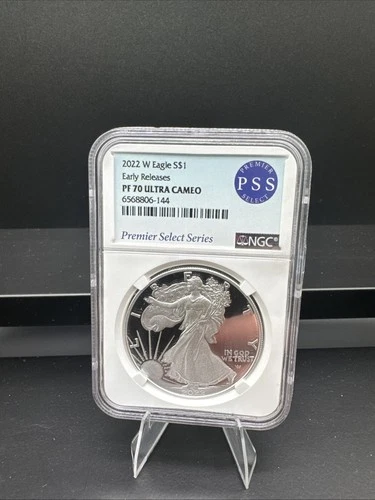 2022 W Eagle S$1
Early Releases
PF 70 ULTRA CAMEO
6568806-144
PREMIER
PSS
SELECT
Premier Select Series
NGC®
LIBERTY
IN GOD
WE TRUST